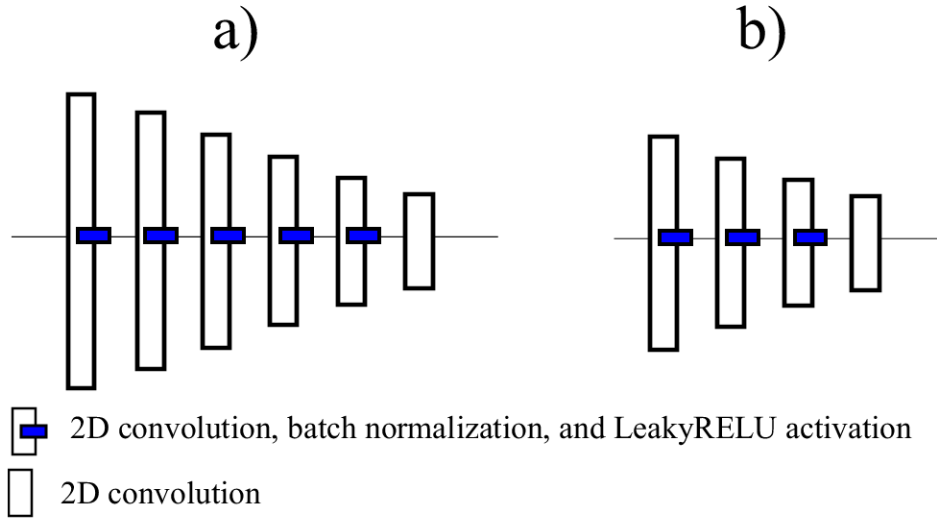 a)
b)
2D convolution, batch normalization, and LeakyRELU activation
2D convolution